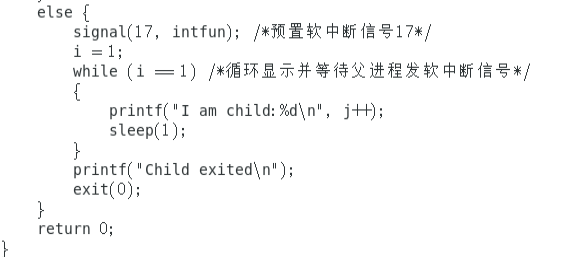 else {
signal(17, intfun); /*预置软中断信号17*/
i = 1;
while (i == 1) /*循环显示并等待父进程发软中断信号*/
{
printf("I am child:%d\n", j++);
sleep(1);
}
printf("Child exited\n");
exit(0);
}
return 0;
}